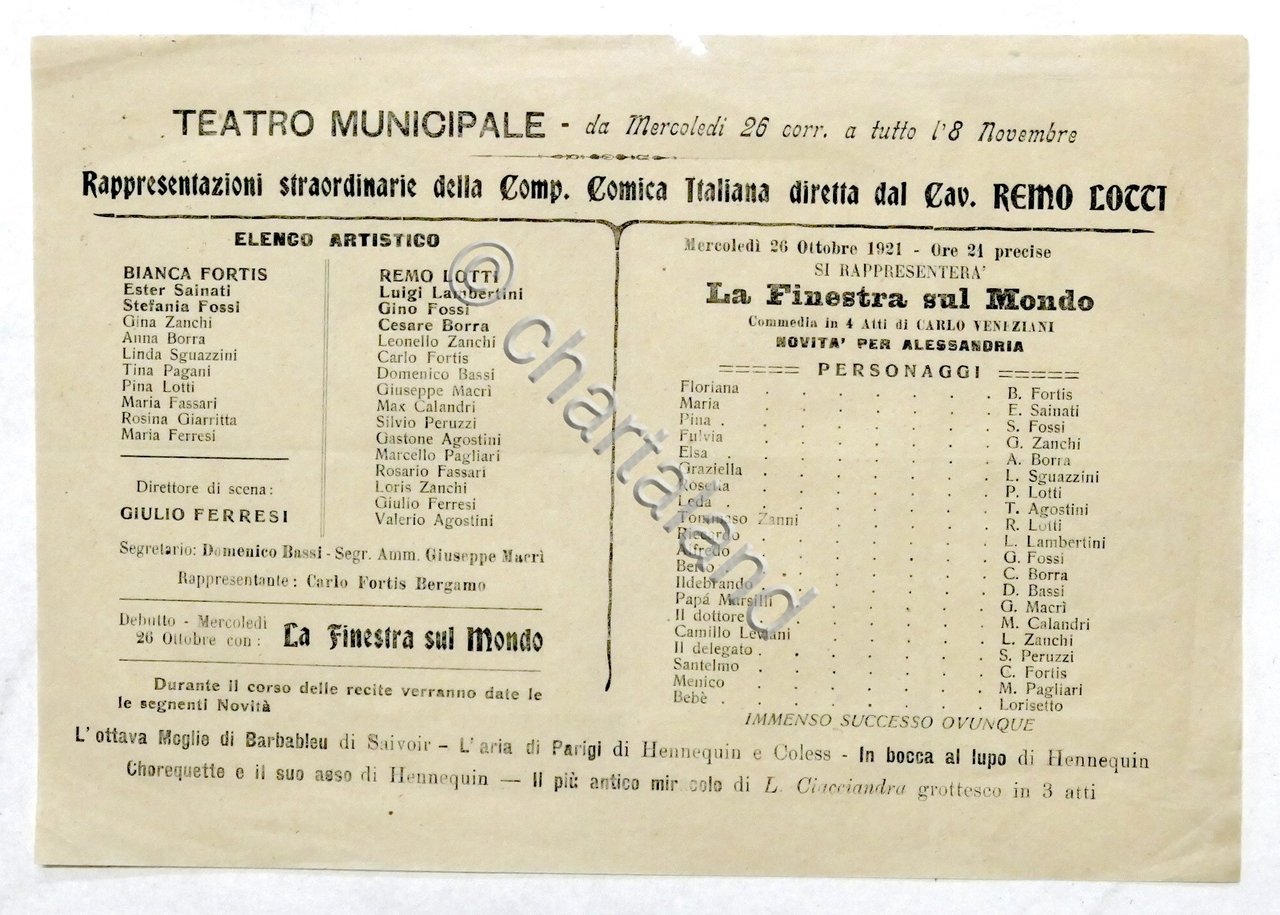 TEATRO MUNICIPALE - da Mercoledi 26 corr. a tutto l'8 Novembre
Rappresentazioni straordinarie della Comp. Comica Italiana diretta dal Cav. REMO LOTTI
ELENCO ARTISTICO
BIANCA FORTIS
Ester Sainati
Stefania Fossi
Gina Zanchi
Anna Borra
Linda Sguazzini
Tina Pagani
Pina Lotti
Maria Fassari
Rosina Giarritta
Maria Ferresi
Direttore di scena:
GIULIO FERRESI
REMO LOTTI
Luigi Lambertini
Gino Fossi
Cesare Borra
Leonello Zanchi
Carlo Fortis
Domenico Bassi
Giuseppe Macrì
Max Calandri
Silvio Peruzzi
Gastone Agostini
Marcello Pagliari
Rosario Fassari
Loris Zanchi
Giulio Ferresi
Valerio Agostini
Segretario: Domenico Bassi - Segr. Amm. Giuseppe Macrì
Rappresentante: Carlo Fortis Bergamo
Debutto - Mercoledì
26 Ottobre con: La Finestra sul Mondo
Durante il corso delle recite verranno date le
le segnenti Novità
Mercoledì 26 Ottobre 1921 - Ore 21 precise
SI RAPPRESENTERA'
La Finestra sul Mondo
Commedia in 4 Atti di CARLO VENEZIANI
NOVITA' PER ALESSANDRIA
===== PERSONAGGI =====
Floriana . . . . . . . B. Fortis
Maria . . . . . . . E. Sainati
Pina . . . . . . . . S. Fossi
Fulvia . . . . . . . G. Zanchi
Elsa . . . . . . . . A. Borra
Graziella . . . . . . . L. Sguazzini
Rosetta . . . . . . . P. Lotti
Leda . . . . . . . . T. Agostini
Tommaso Zanni . . . . . . R. Lotti
Riccardo . . . . . . . L. Lambertini
Alfredo . . . . . . . G. Fossi
Berto . . . . . . . C. Borra
Ildebrando . . . . . . . D. Bassi
Papá Marsilli . . . . . . G. Macrì
Il dottore . . . . . . . M. Calandri
Camillo Leviani . . . . . . L. Zanchi
Il delegato . . . . . . . S. Peruzzi
Santelmo . . . . . . . C. Fortis
Menico . . . . . . . M. Pagliari
Bebè . . . . . . . . Lorisetto
IMMENSO SUCCESSO OVUNQUE
L'ottava Moglie di Barbableu di Saivoir - L'aria di Parigi di Hennequin e Coless - In bocca al lupo di Hennequin
Chorequette e il suo asso di Hennequin — Il più antico mir colo di L. Ciacciandra grottesco in 3 atti
© chartaland